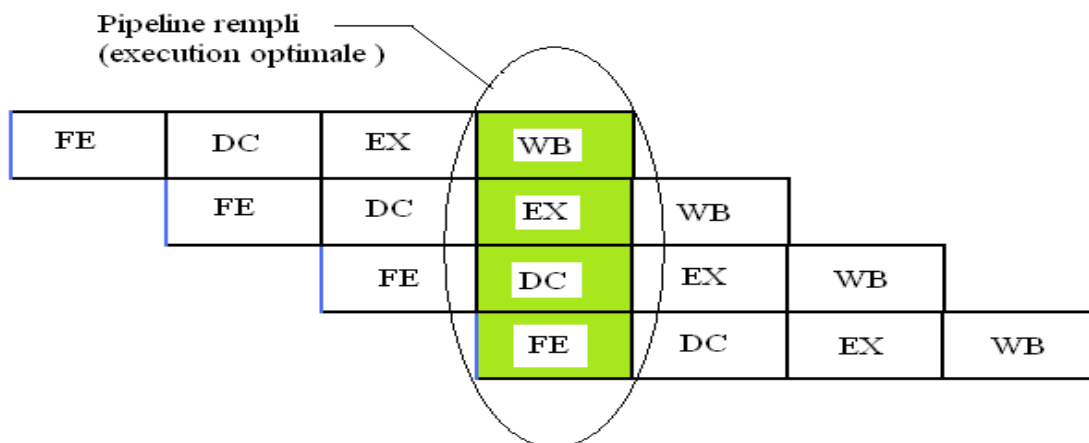 Pipeline rempli
(execution optimale )
FE DC EX WB
FE DC EX WB
FE DC EX WB
FE DC EX WB